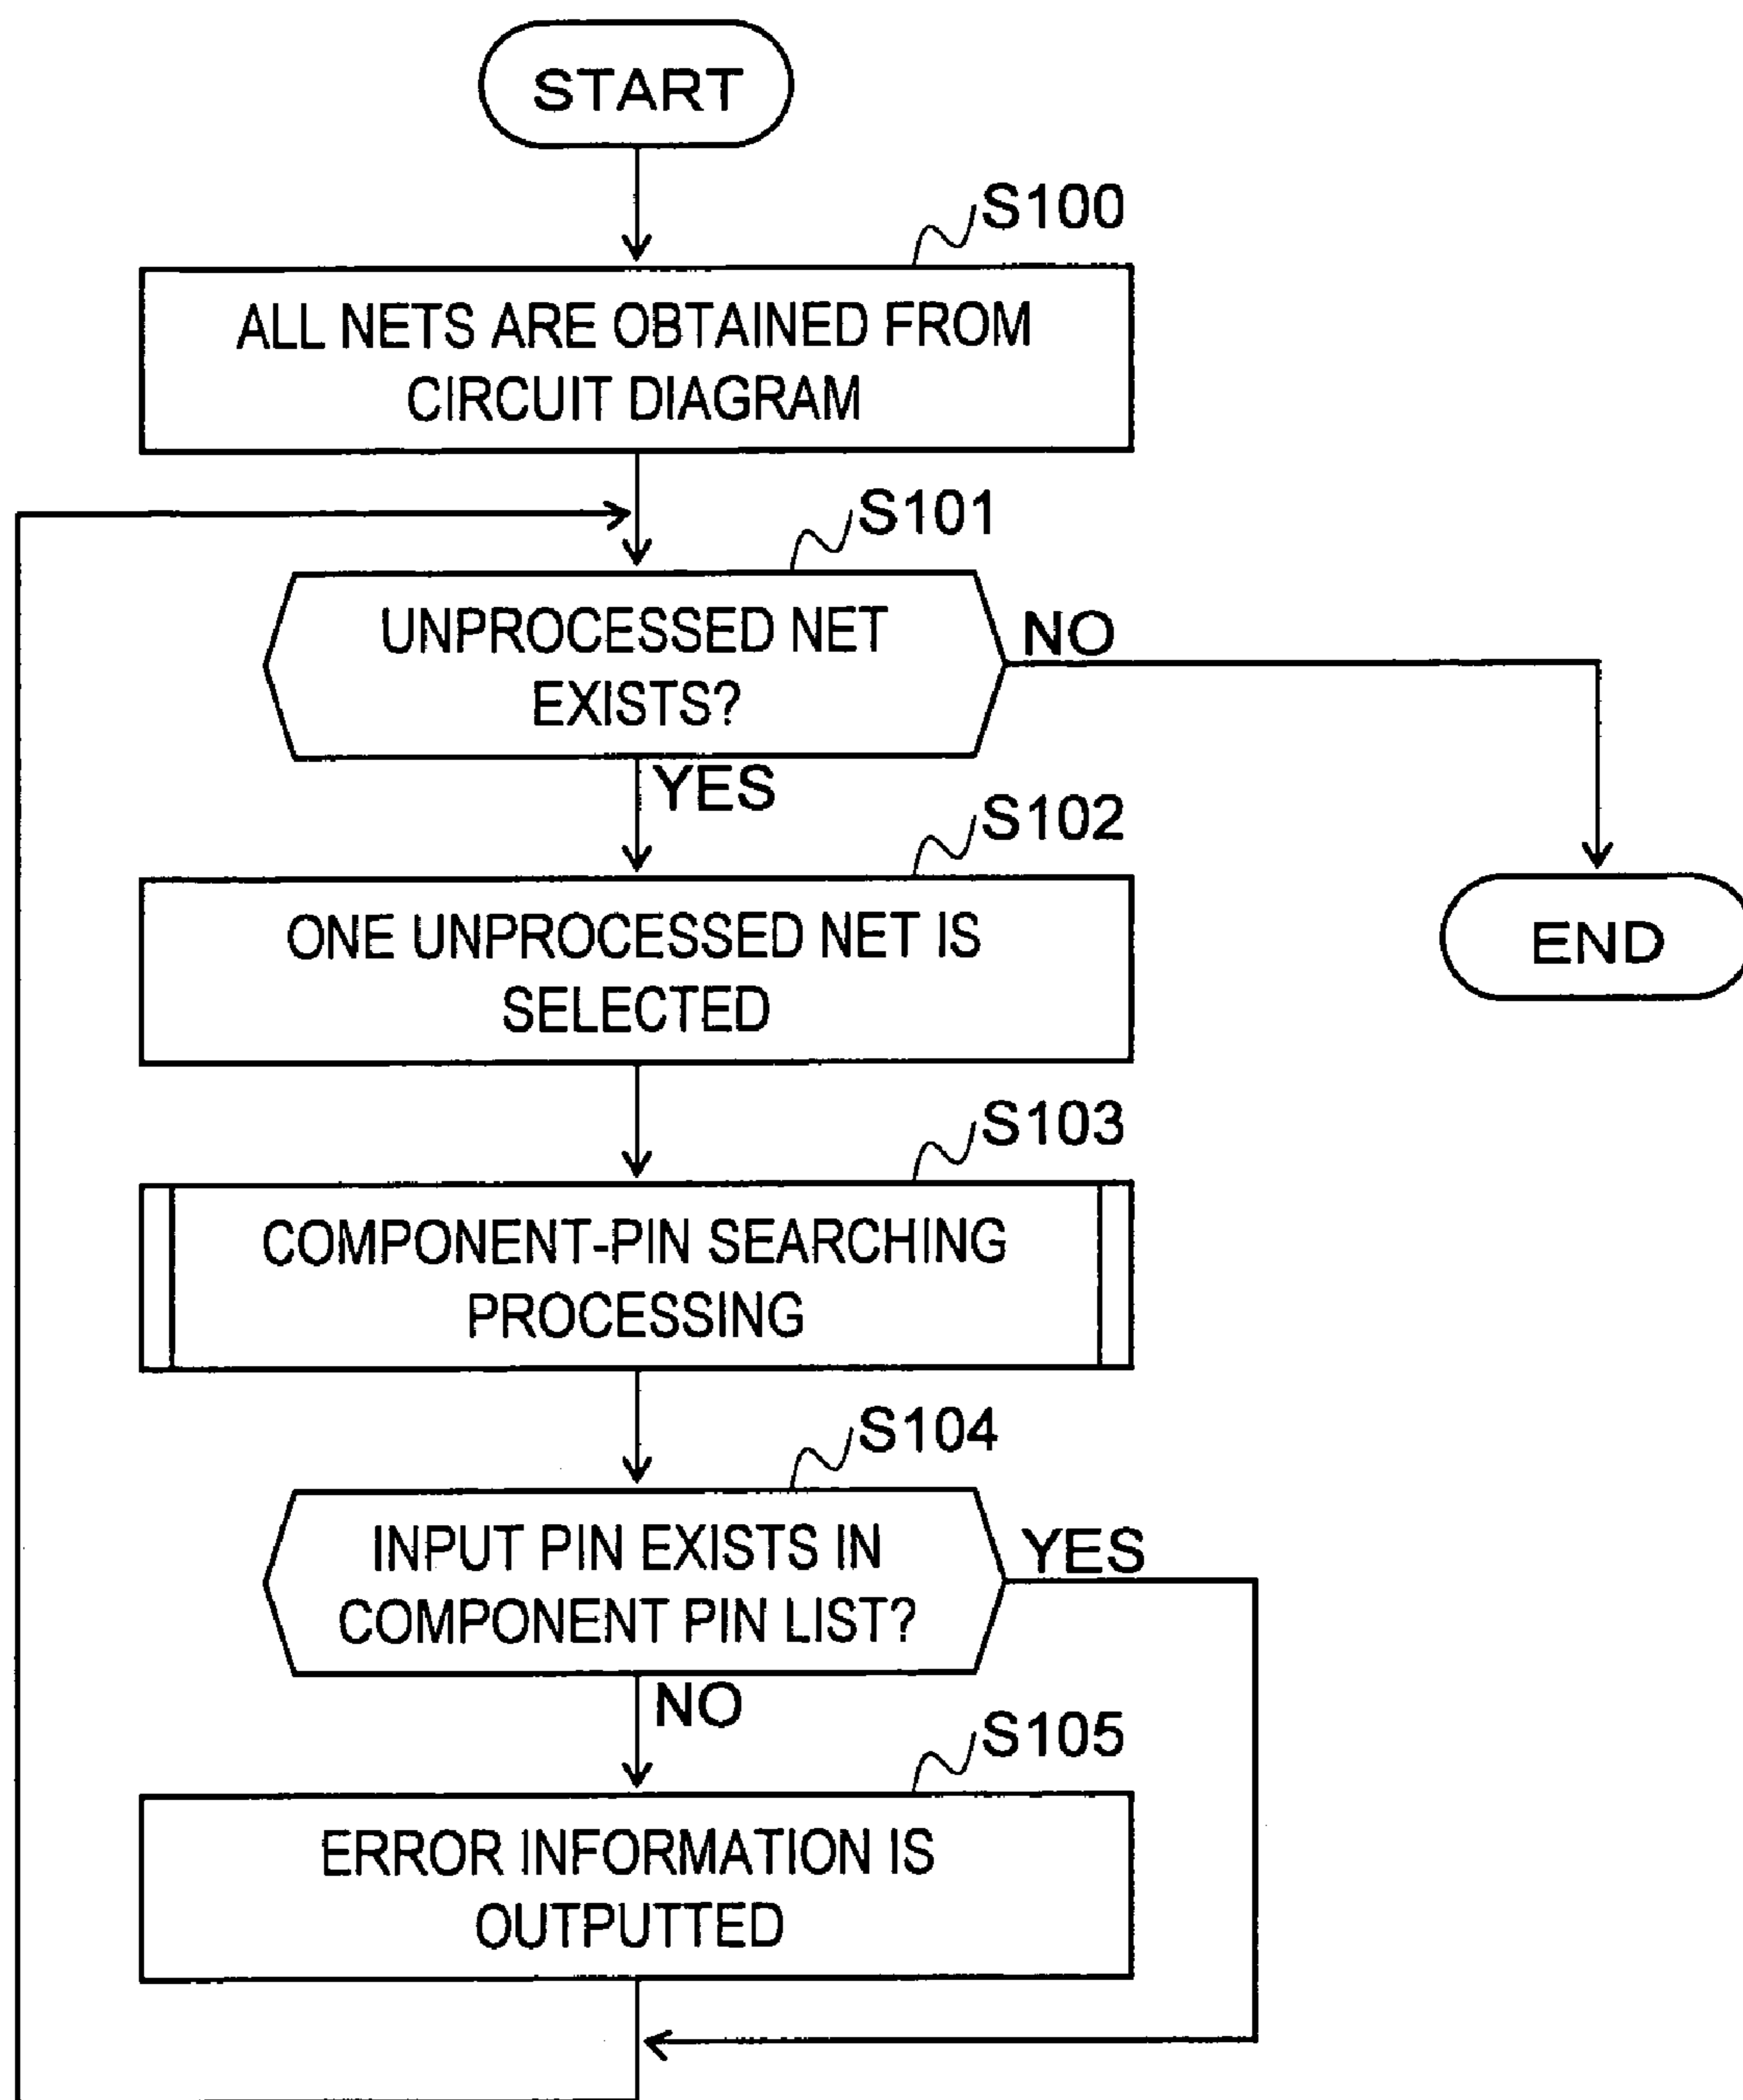 START
S100
ALL NETS ARE OBTAINED FROM
CIRCUIT DIAGRAM
S101
UNPROCESSED NET
EXISTS?
NO
YES
S102
ONE UNPROCESSED NET IS
SELECTED
END
S103
COMPONENT-PIN SEARCHING
PROCESSING
S104
INPUT PIN EXISTS IN
COMPONENT PIN LIST?
YES
NO
S105
ERROR INFORMATION IS
OUTPUTTED